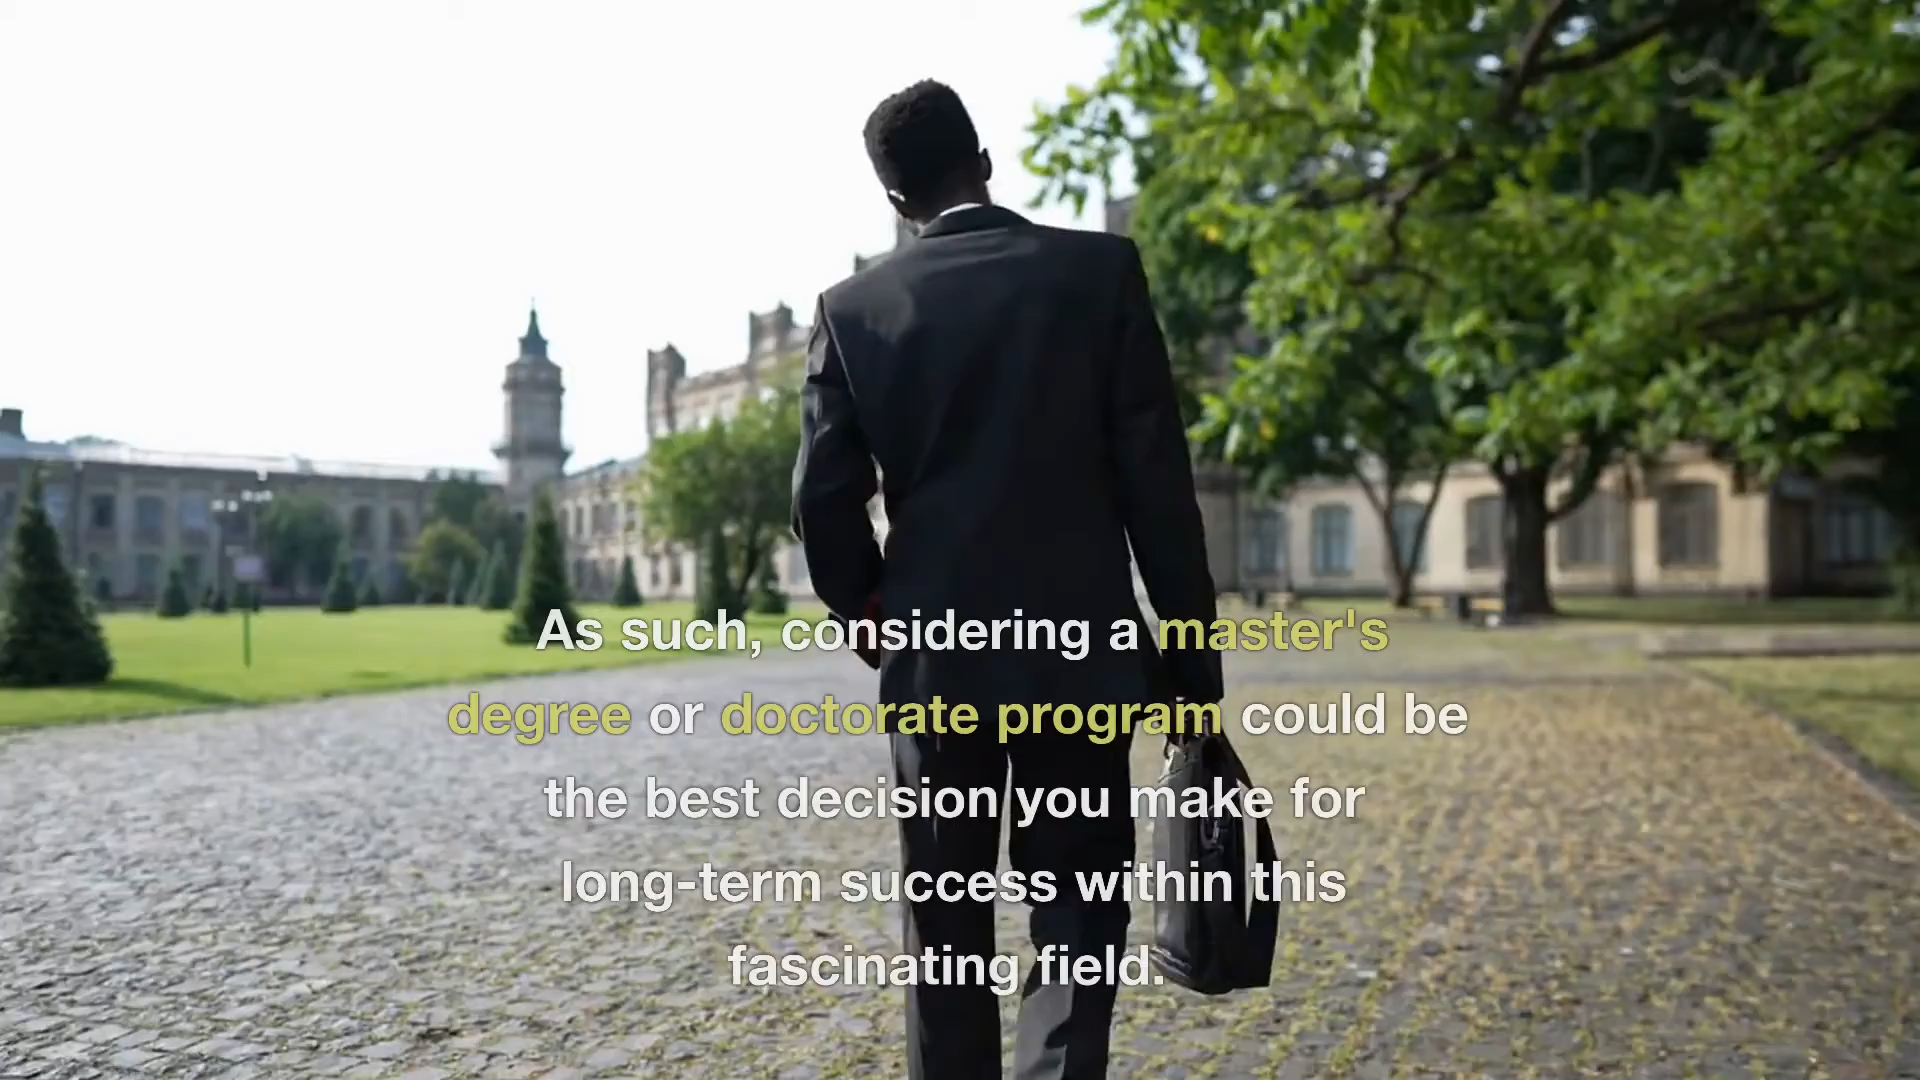 As such, considering a master's
degree or doctorate program could be
the best decision you make for
long-term success within this
fascinating field.